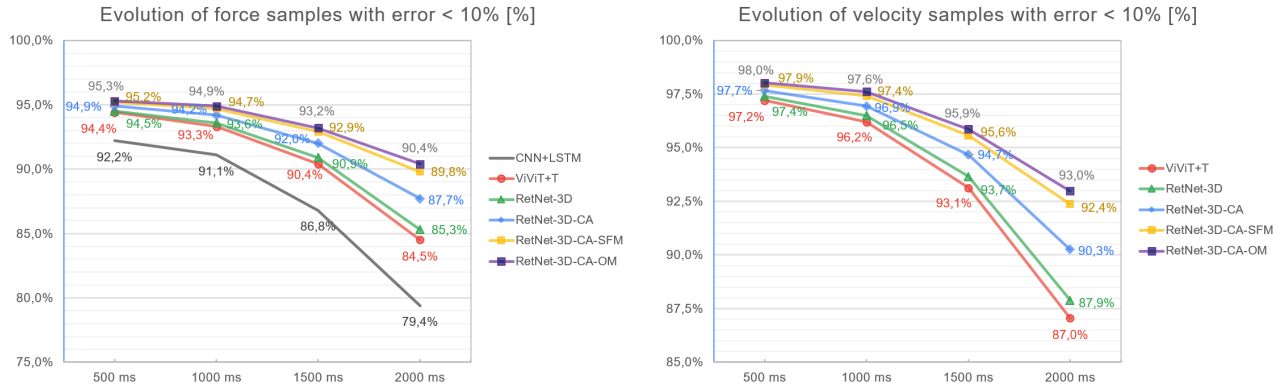 Evolution of force samples with error < 10% [%]
100,0%
95,0%
90,0%
85,0%
80,0%
75,0%
500 ms
1000 ms
1500 ms
2000 ms
95,3%
95,2%
94,9%
94,5%
94,4%
92,2%
94,9%
94,7%
94,2%
93,6%
93,3%
91,1%
93,2%
92,9%
92,0%
90,9%
90,4%
86,8%
90,4%
89,8%
87,7%
85,3%
84,5%
79,4%
CNN+LSTM
ViViT+T
RetNet-3D
RetNet-3D-CA
RetNet-3D-CA-SFM
RetNet-3D-CA-OM
Evolution of velocity samples with error < 10% [%]
100,0%
97,5%
95,0%
92,5%
90,0%
87,5%
85,0%
500 ms
1000 ms
1500 ms
2000 ms
98,0%
97,9%
97,7%
97,4%
97,2%
97,6%
97,4%
96,9%
96,5%
96,2%
95,9%
95,6%
94,7%
93,7%
93,1%
93,0%
92,4%
90,3%
87,9%
87,0%
ViViT+T
RetNet-3D
RetNet-3D-CA
RetNet-3D-CA-SFM
RetNet-3D-CA-OM